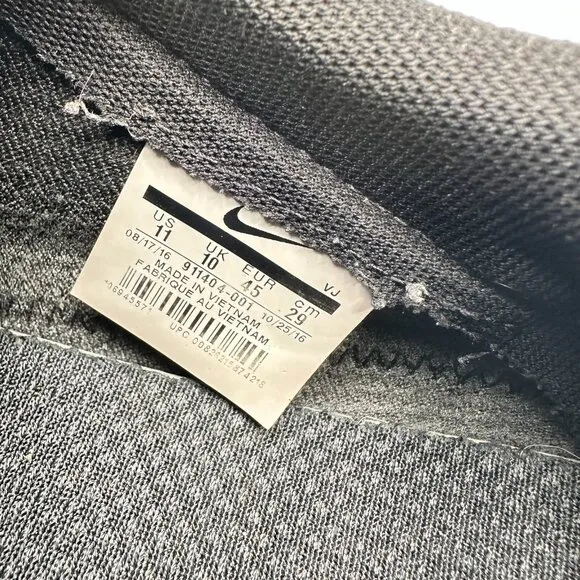 VJ
US UK EUR cm
11 10 45 29
08/17/16 911404-001 10/25/16
MADE IN VIETNAM
FABRIQUE AU VIETNAM